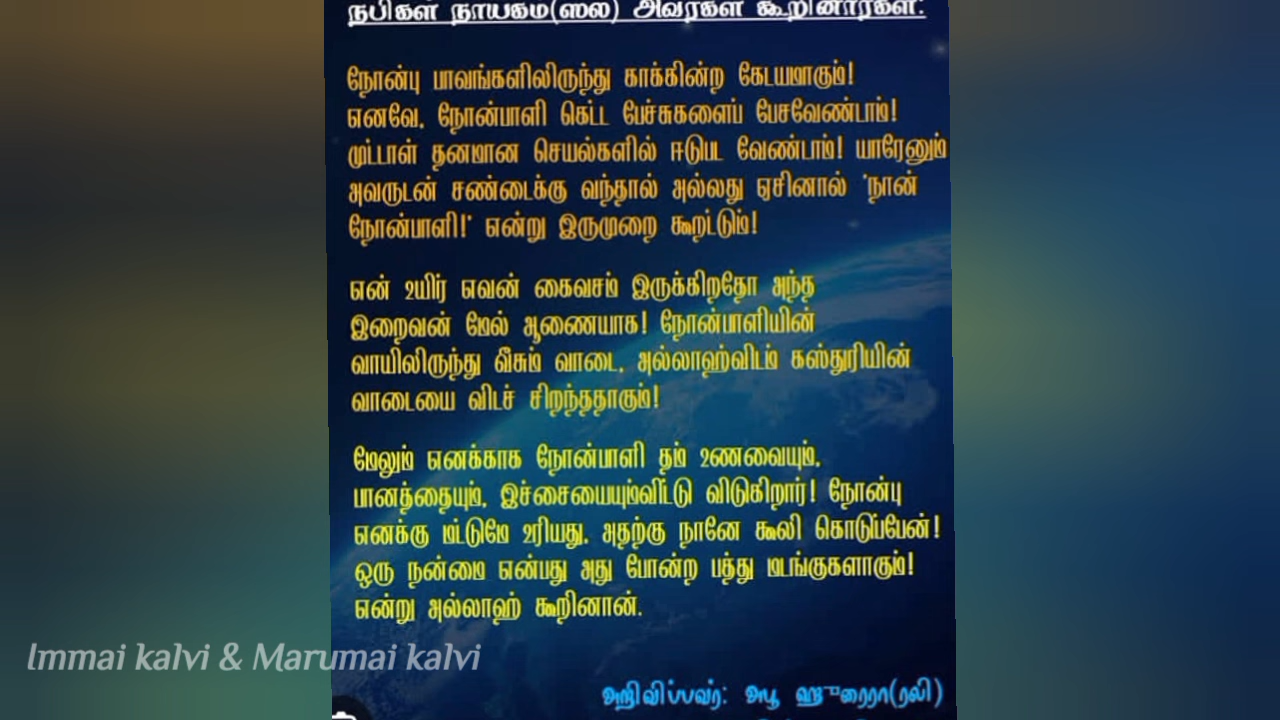 நபிகள் நாயகம்(ஸல்) அவர்கள் கூறினார்கள்:
நோன்பு பாவங்களிலிருந்து காக்கின்ற கேடயமாகும்!
எனவே, நோன்பாளி கெட்ட பேச்சுகளைப் பேசவேண்டாம்!
முட்டாள் தனமான செயல்களில் ஈடுபட வேண்டாம்! யாரேனும்
அவருடன் சண்டைக்கு வந்தால் அல்லது ஏசினால் 'நான்
நோன்பாளி!' என்று இருமுறை கூறட்டும்!
என் உயிர் எவன் கைவசம் இருக்கிறதோ அந்த
இறைவன் மேல் ஆணையாக! நோன்பாளியின்
வாயிலிருந்து வீசும் வாடை, அல்லாஹ்விடம் கஸ்துரியின்
வாடையை விடச் சிறந்ததாகும்!
மேலும் எனக்காக நோன்பாளி தம் உணவையும்,
பானத்தையும், இச்சையையும்விட்டு விடுகிறார்! நோன்பு
எனக்கு மட்டுமே உரியது, அதற்கு நானே கூலி கொடுப்பேன்!
ஒரு நன்மை என்பது அது போன்ற பத்து மடங்குகளாகும்!
என்று அல்லாஹ் கூறினான்.
Immai kalvi & Marumai kalvi
அறிவிப்பவர்: அபூ ஹுரைரா(ரலி)